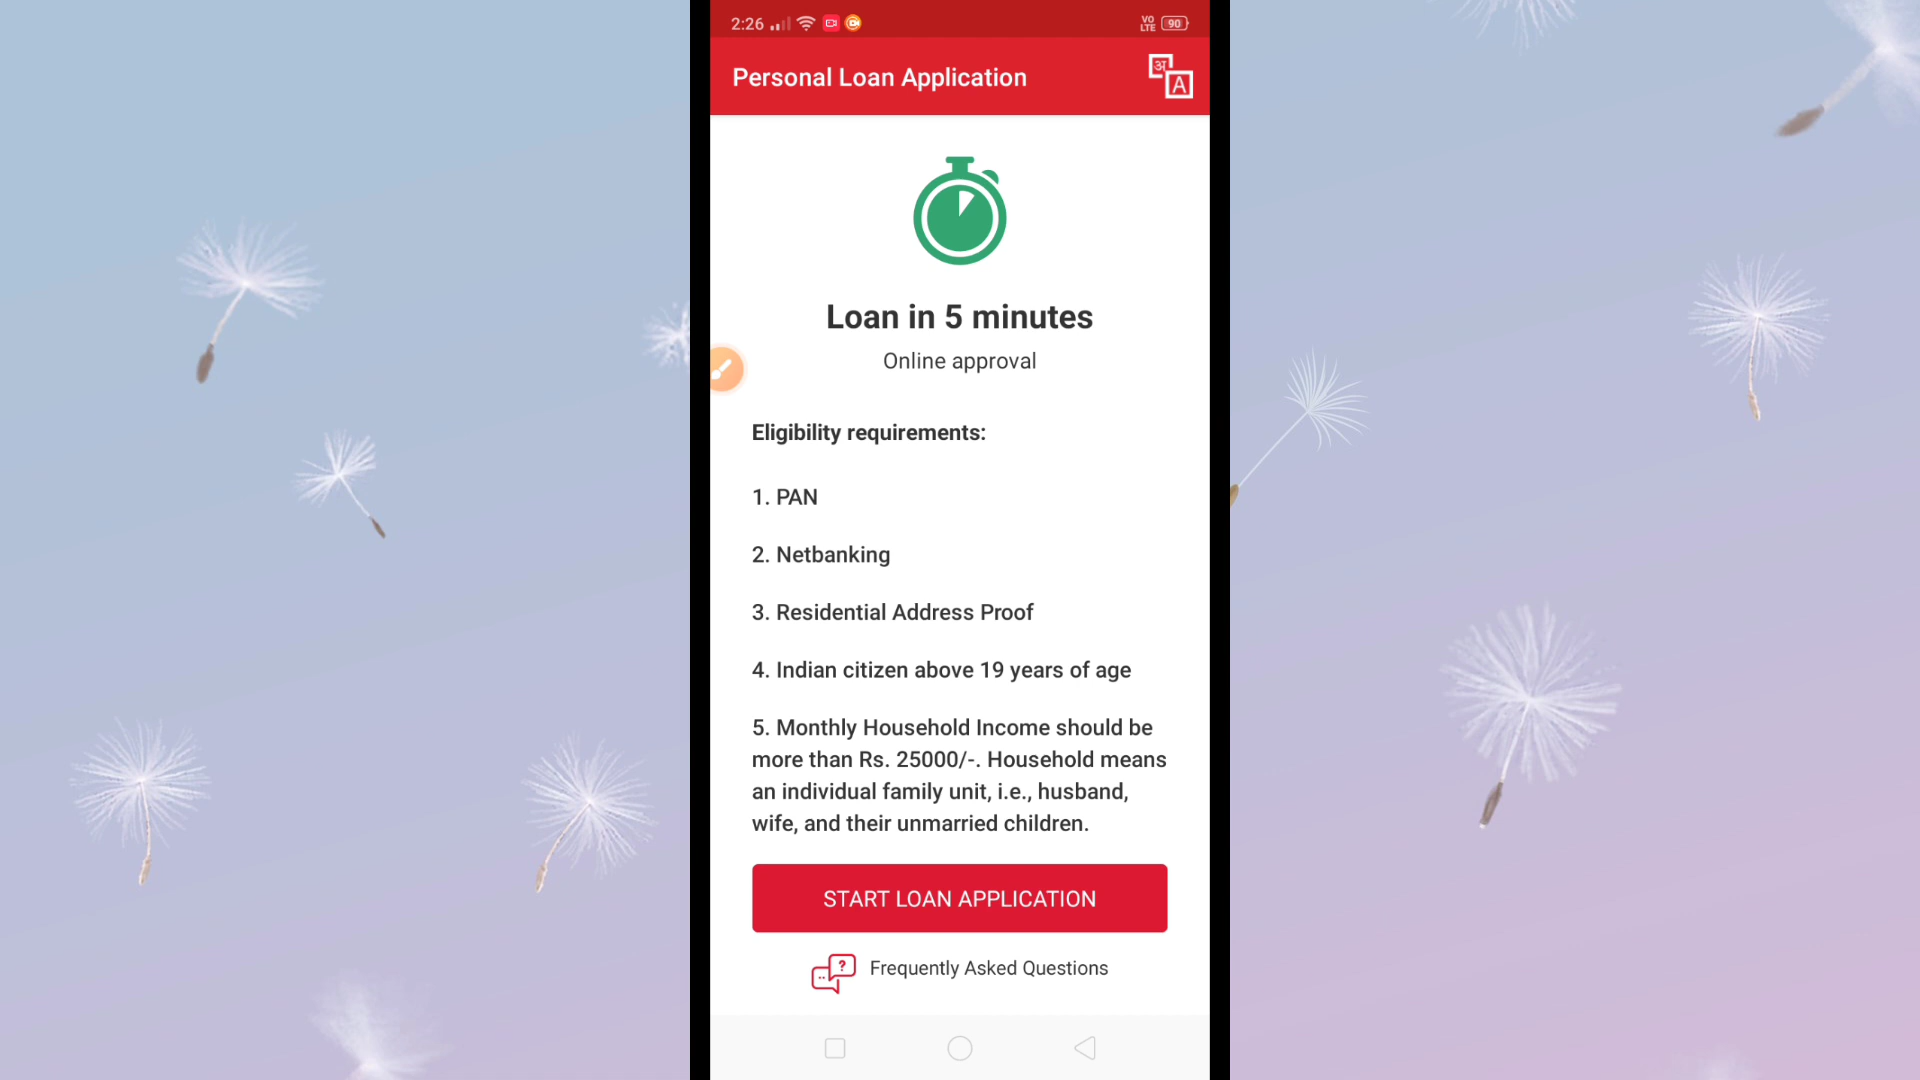 2:26
VO
LTE
90
Personal Loan Application
अ
A
Loan in 5 minutes
Online approval
Eligibility requirements:
1. PAN
2. Netbanking
3. Residential Address Proof
4. Indian citizen above 19 years of age
5. Monthly Household Income should be
more than Rs. 25000/-. Household means
an individual family unit, i.e., husband,
wife, and their unmarried children.
START LOAN APPLICATION
?
Frequently Asked Questions